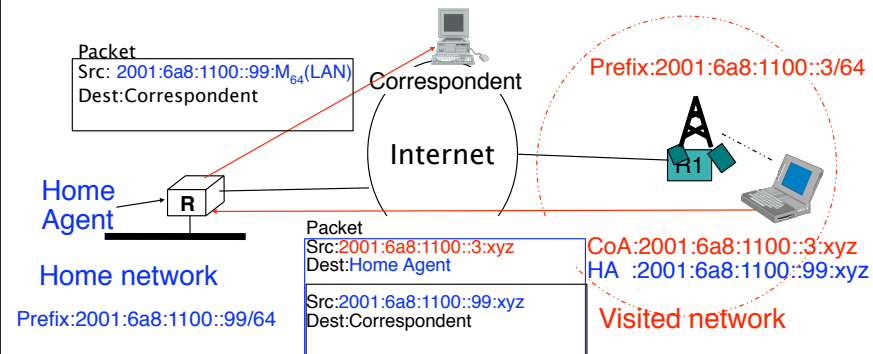 Packet
Src: 2001:6a8:1100::99:M64(LAN)
Dest:Correspondent
Correspondent
Prefix:2001:6a8:1100::3/64
Internet
R1
Home
Agent
R
Packet
Src:2001:6a8:1100::3:xyz
Dest:Home Agent
Src:2001:6a8:1100::99:xyz
Dest:Correspondent
CoA:2001:6a8:1100::3:xyz
HA :2001:6a8:1100::99:xyz
Home network
Prefix:2001:6a8:1100::99/64
Visited network